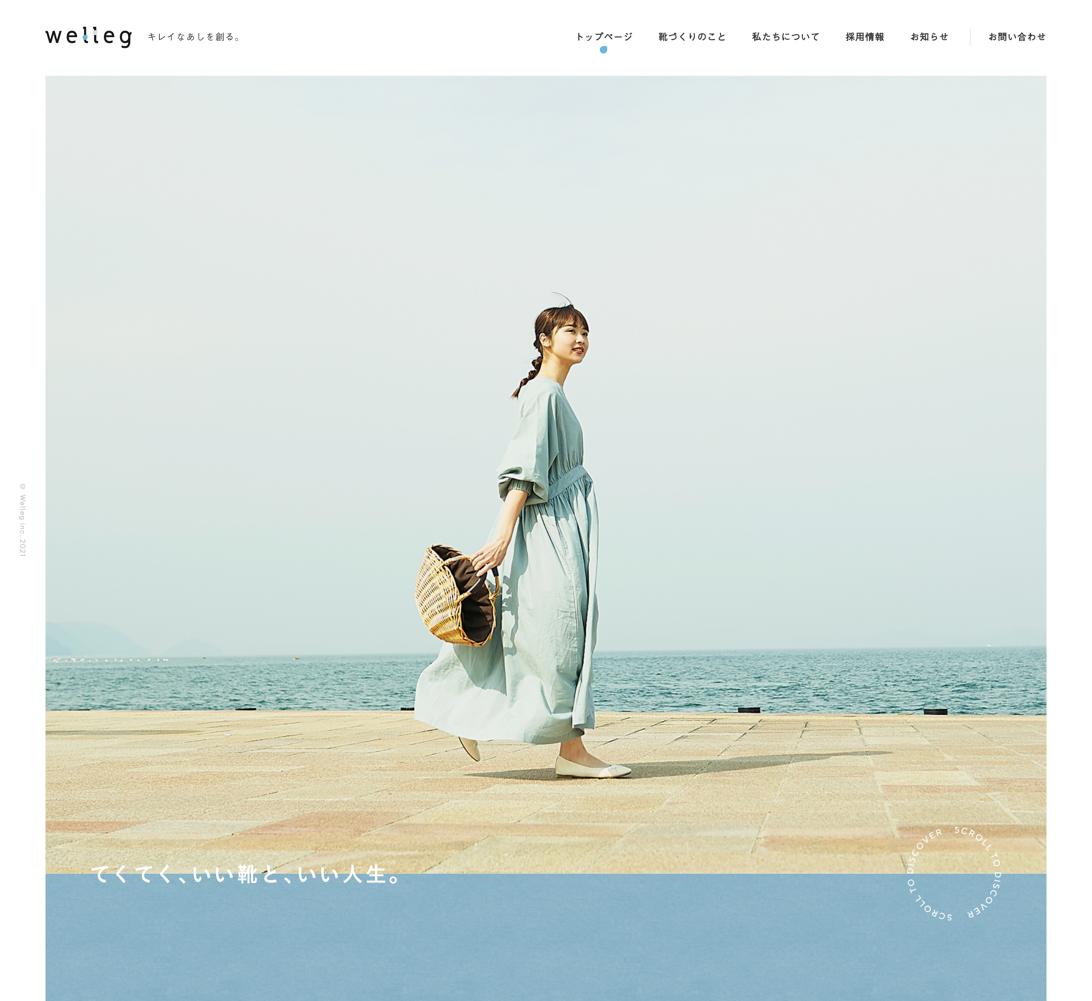 welleg
キレイなあしを創る。
トップページ
靴づくりのこと
私たちについて
採用情報
お知らせ
お問い合わせ
© Welleg inc. 2021
てくてく、いい靴と、いい人生。
SCROLL TO DISCOVER
SCROLL TO DISCOVER